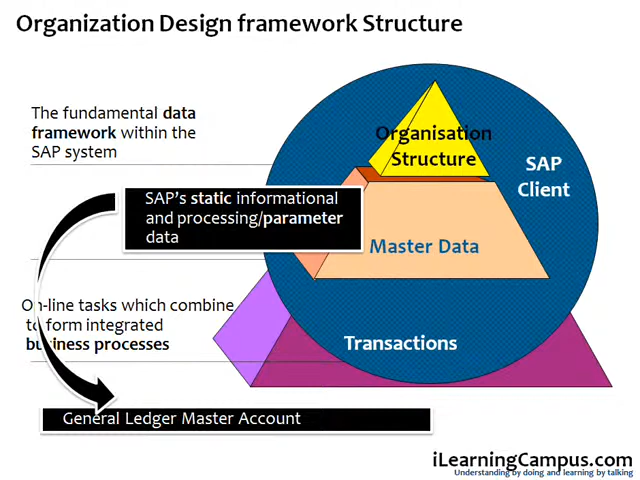 Organization Design framework Structure
The fundamental data
framework within the
SAP system
Organisation
Structure
SAP
Client
SAP's static informational
and processing/parameter
data
Master Data
On-line tasks which combine
to form integrated
business processes
Transactions
General Ledger Master Account
iLearningCampus.com
Understanding by doing and learning by talking